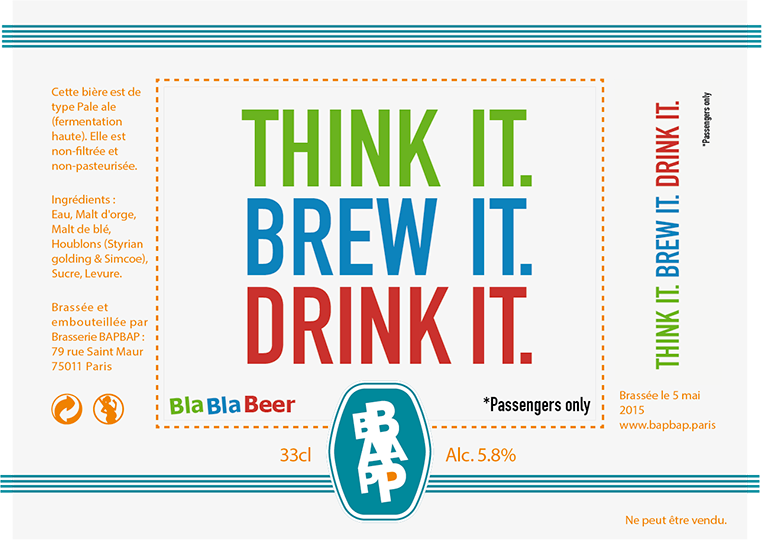 Cette bière est de
type Pale ale
(fermentation
haute). Elle est
non-filtrée et
non-pasteurisée.
Ingrédients :
Eau, Malt d'orge,
Malt de blé,
Houblons (Styrian
golding & Simcoe),
Sucre, Levure.
Brassée et
embouteillée par
Brasserie BAPBAP :
79 rue Saint Maur
75011 Paris
THINK IT.
BREW IT.
DRINK IT.
BlaBlaBeer
*Passengers only
33cl
BBAAPP
Alc. 5.8%
THINK IT. BREW IT. DRINK IT.
*Passengers only
Brassée le 5 mai
2015
www.bapbap.paris
Ne peut être vendu.